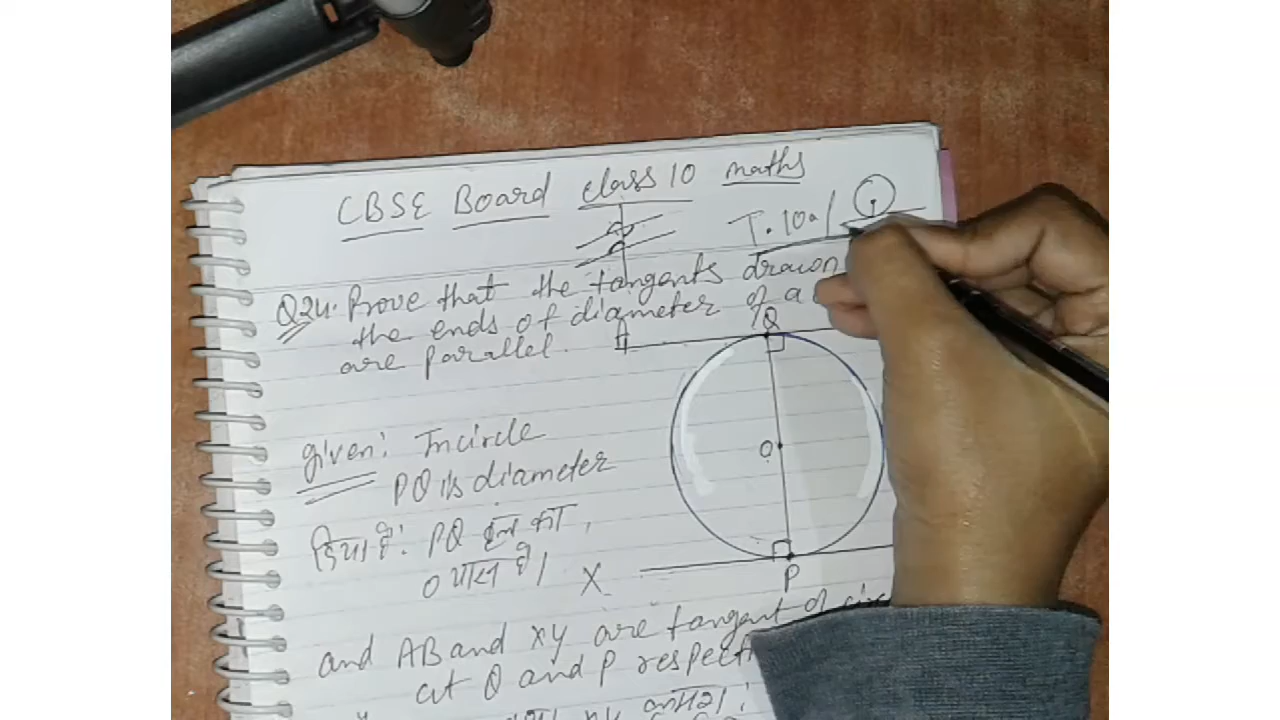 CBSE Board class 10 maths
T. 10.1
Q24. Prove that the tangents drawn
the ends of diameter of a
are parallel.
Q
given: In circle
PQ is diameter
O
दिया है: PQ वृत्त का
व्यास है।
X
P
and AB and XY are tangent of
at Q and P